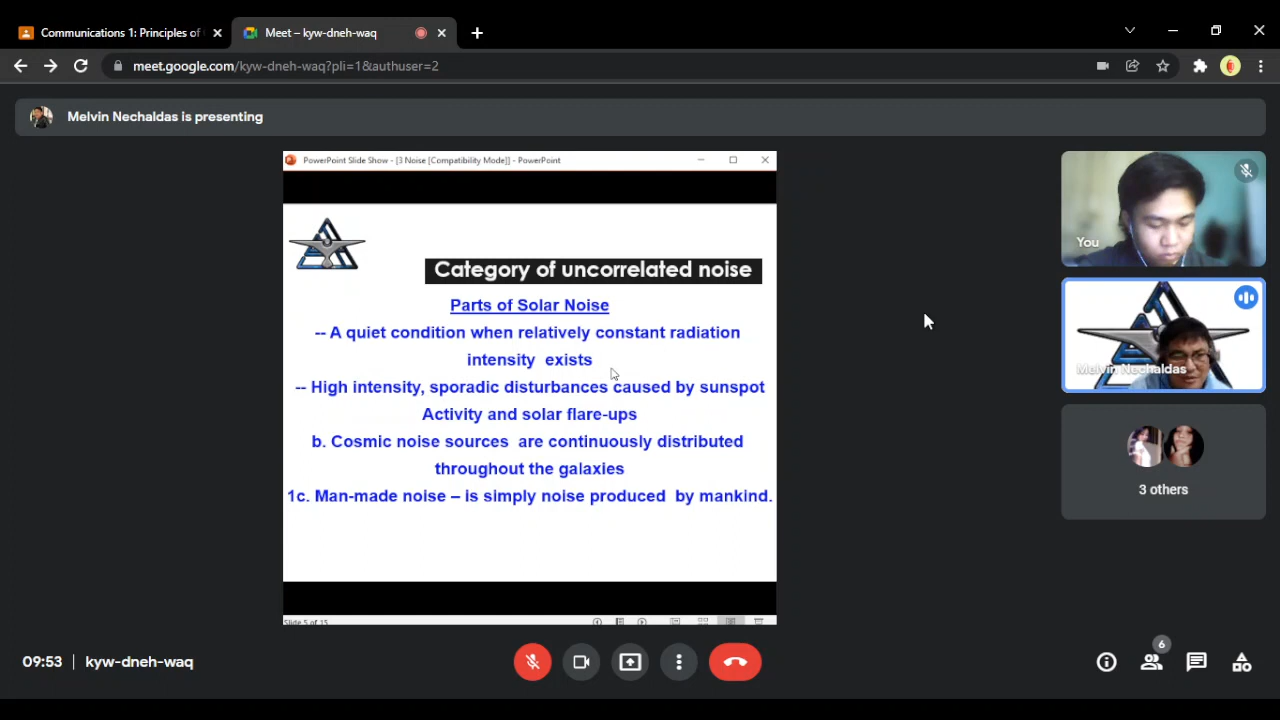 Communications 1: Principles of
Meet – kyw-dneh-waq
meet.google.com/kyw-dneh-waq?pli=1&authuser=2
Melvin Nechaldas is presenting
PowerPoint Slide Show - [3 Noise [Compatibility Mode]] - PowerPoint
Category of uncorrelated noise
Parts of Solar Noise
-- A quiet condition when relatively constant radiation
intensity exists
-- High intensity, sporadic disturbances caused by sunspot
Activity and solar flare-ups
b. Cosmic noise sources are continuously distributed
throughout the galaxies
1c. Man-made noise – is simply noise produced by mankind.
Slide 5 of 15
You
Melvin Nechaldas
3 others
09:53 | kyw-dneh-waq
6